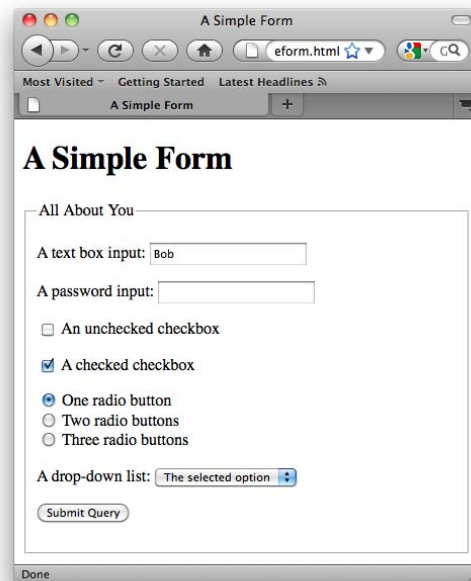 A Simple Form
eform.html
Most Visited Getting Started Latest Headlines
A Simple Form +
A Simple Form
All About You
A text box input: Bob
A password input:
An unchecked checkbox
A checked checkbox
One radio button
Two radio buttons
Three radio buttons
A drop-down list: The selected option
Submit Query
Done